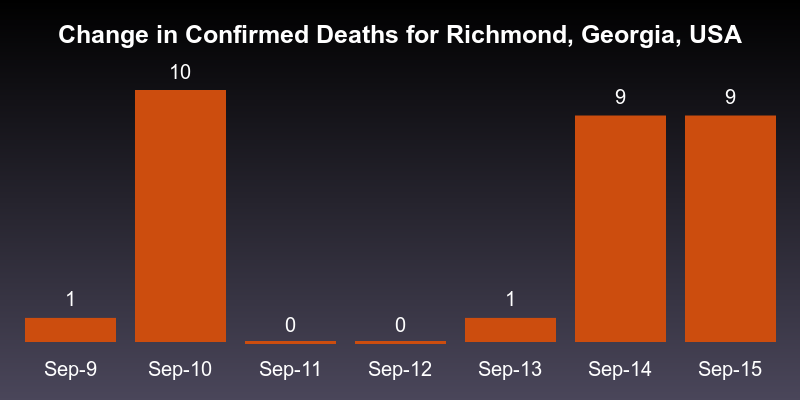 Change in Confirmed Deaths for Richmond, Georgia, USA
1 10 0 0 1 9 9
Sep-9 Sep-10 Sep-11 Sep-12 Sep-13 Sep-14 Sep-15